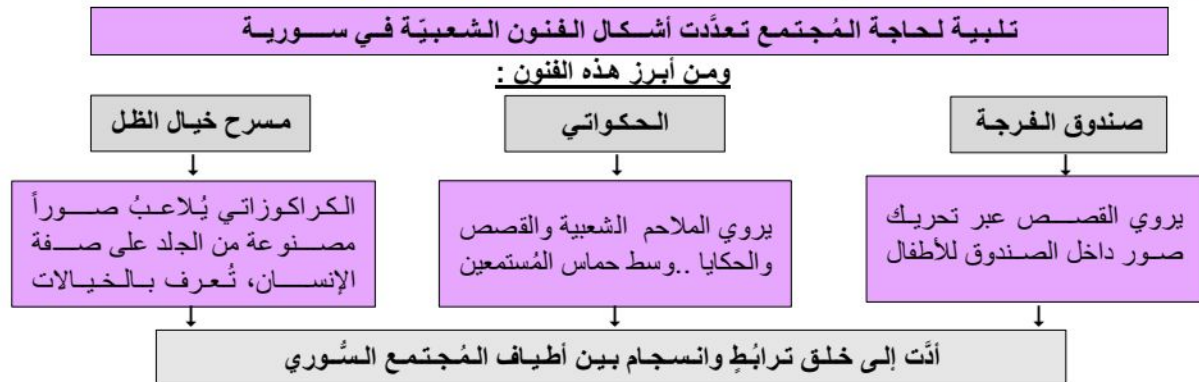 تلبية لحاجة المُجتمع تعدَّدت أشكال الفنون الشعبيّة في سورية
ومن أبرز هذه الفنون :
صندوق الفرجة
الحكواتي
مسرح خيال الظل
يروي القصص عبر تحريك
صور داخل الصندوق للأطفال
يروي الملاحم الشعبية والقصص
والحكايا ..وسط حماس المُستمعين
الكراكوزاتي يُلاعبُ صوراً
مصنوعة من الجلد على صفة
الإنسان، تُعرف بالخيالات
أدَّت إلى خلق ترابُطٍ وانسجام بين أطياف المُجتمع السُّوري